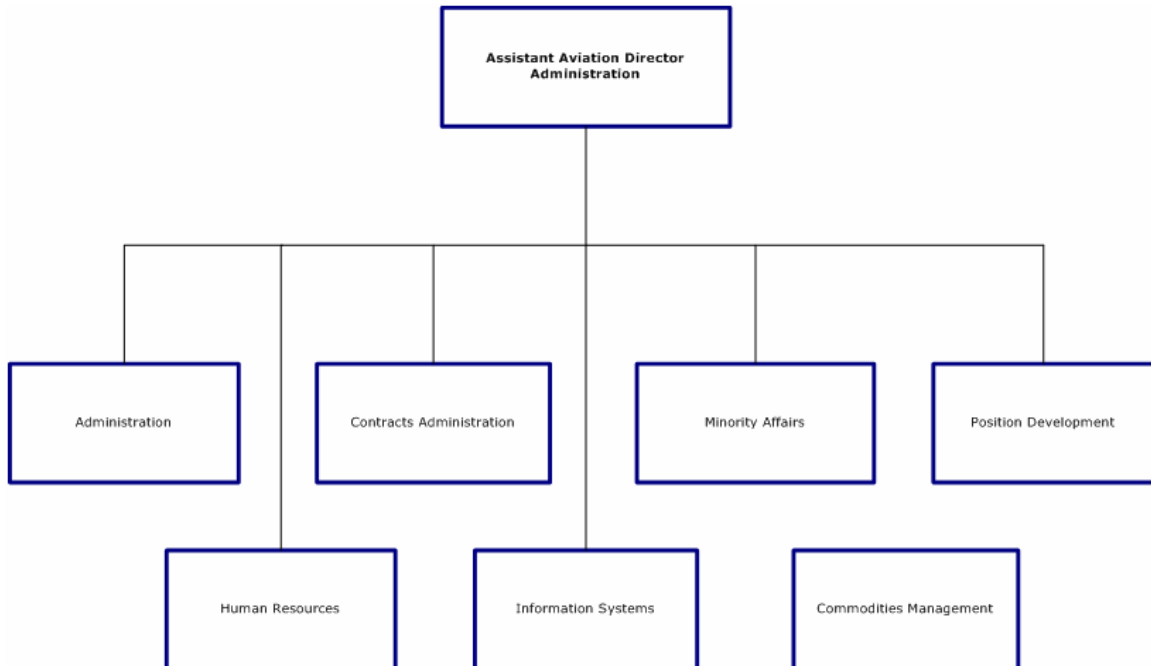 Assistant Aviation Director
Administration
Administration
Contracts Administration
Minority Affairs
Position Development
Human Resources
Information Systems
Commodities Management